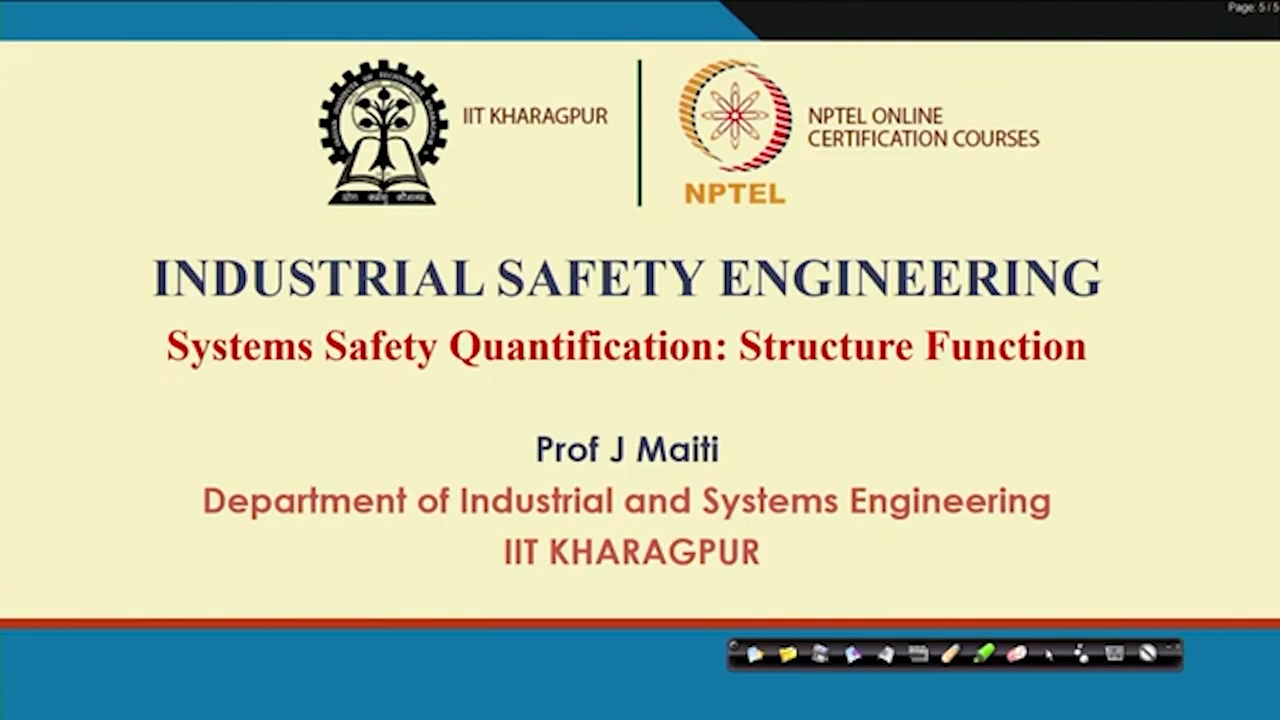 Page: 5 / 5
IIT KHARAGPUR
NPTEL ONLINE
CERTIFICATION COURSES
NPTEL
INDUSTRIAL SAFETY ENGINEERING
Systems Safety Quantification: Structure Function
Prof J Maiti
Department of Industrial and Systems Engineering
IIT KHARAGPUR